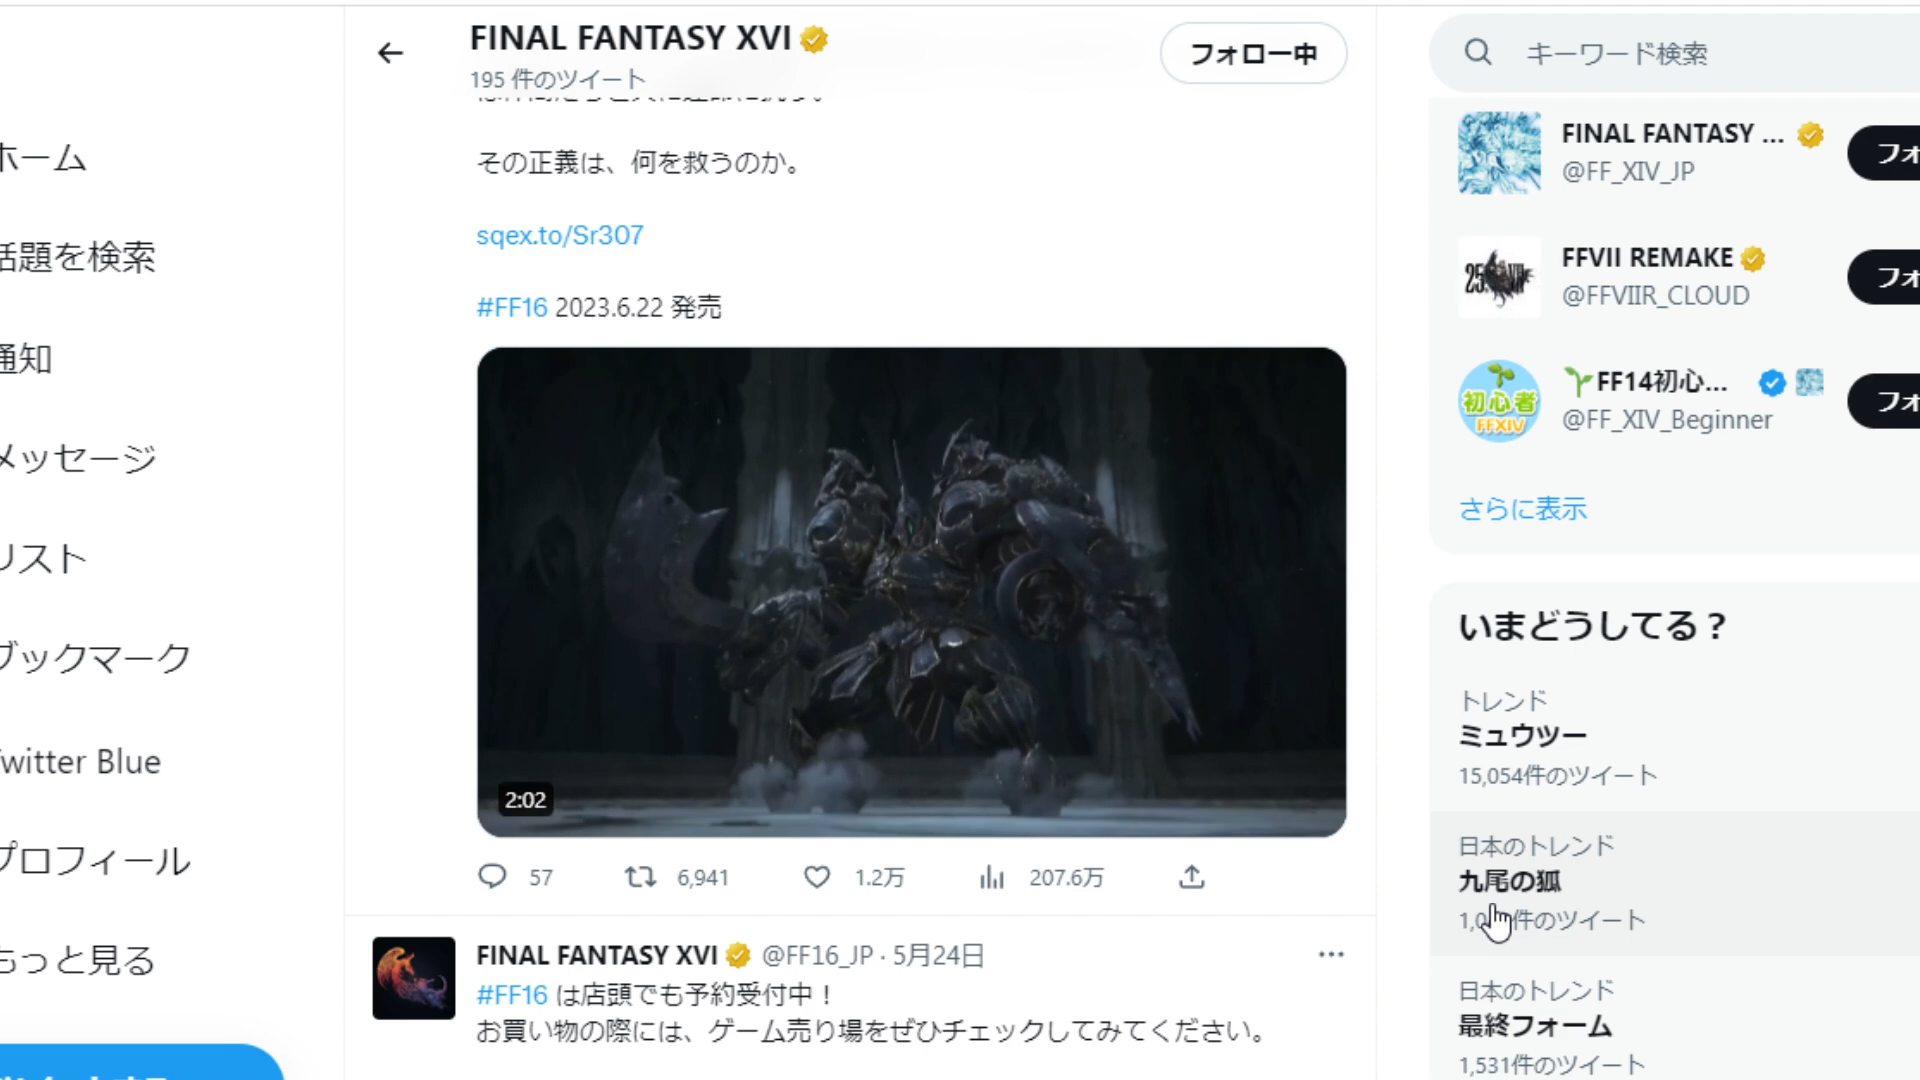 ホーム
話題を検索
通知
メッセージ
リスト
ブックマーク
Twitter Blue
プロフィール
もっと見る
FINAL FANTASY XVI
195 件のツイート
フォロー中
その正義は、何を救うのか。
sqex.to/Sr307
#FF16 2023.6.22 発売
2:02
57
6,941
1.2万
207.6万
FINAL FANTASY XVI @FF16_JP · 5月24日
#FF16 は店頭でも予約受付中！
お買い物の際には、ゲーム売り場をぜひチェックしてみてください。
キーワード検索
FINAL FANTASY ...
@FF_XIV_JP
フォ
25
FFVII REMAKE
@FFVIIR_CLOUD
フォ
初心者
FFXIV
FF14初心...
@FF_XIV_Beginner
フォ
さらに表示
いまどうしてる？
トレンド
ミュウツー
15,054件のツイート
日本のトレンド
九尾の狐
件のツイート
日本のトレンド
最終フォーム
1,531件のツイート